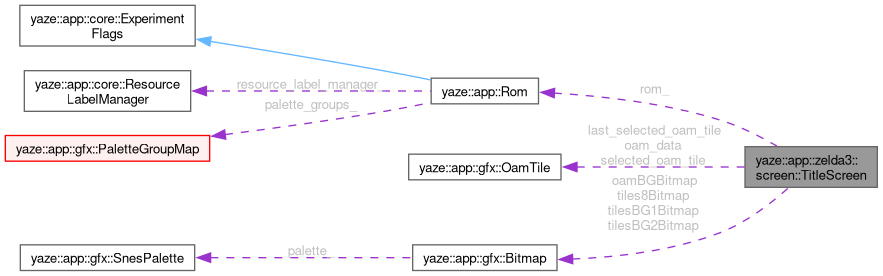 yaze::app::core::Experiment
Flags
yaze::app::core::Resource
LabelManager
resource_label_manager_
yaze::app::Rom
rom_
palette_groups_
yaze::app::gfx::PaletteGroupMap
last_selected_oam_tile
oam_data
selected_oam_tile
yaze::app::gfx::OamTile
yaze::app::zelda3::
screen::TitleScreen
oamBGBitmap
tiles8Bitmap
tilesBG1Bitmap
tilesBG2Bitmap
yaze::app::gfx::SnesPalette
palette_
yaze::app::gfx::Bitmap